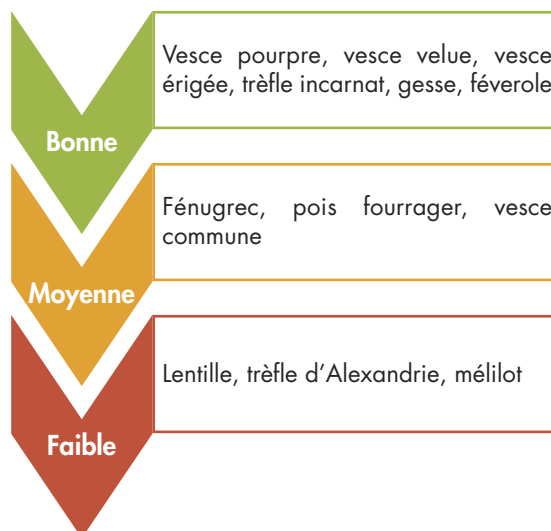 Vesce pourpre, vesce velue, vesce
érigée, trèfle incarnat, gesse, féverole
Bonne
Fénugrec, pois fourrager, vesce
commune
Moyenne
Lentille, trèfle d’Alexandrie, mélilot
Faible